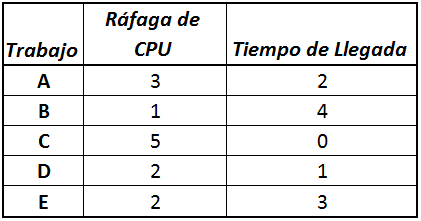 Trabajo Ráfaga de CPU Tiempo de Llegada
A 3 2
B 1 4
C 5 0
D 2 1
E 2 3